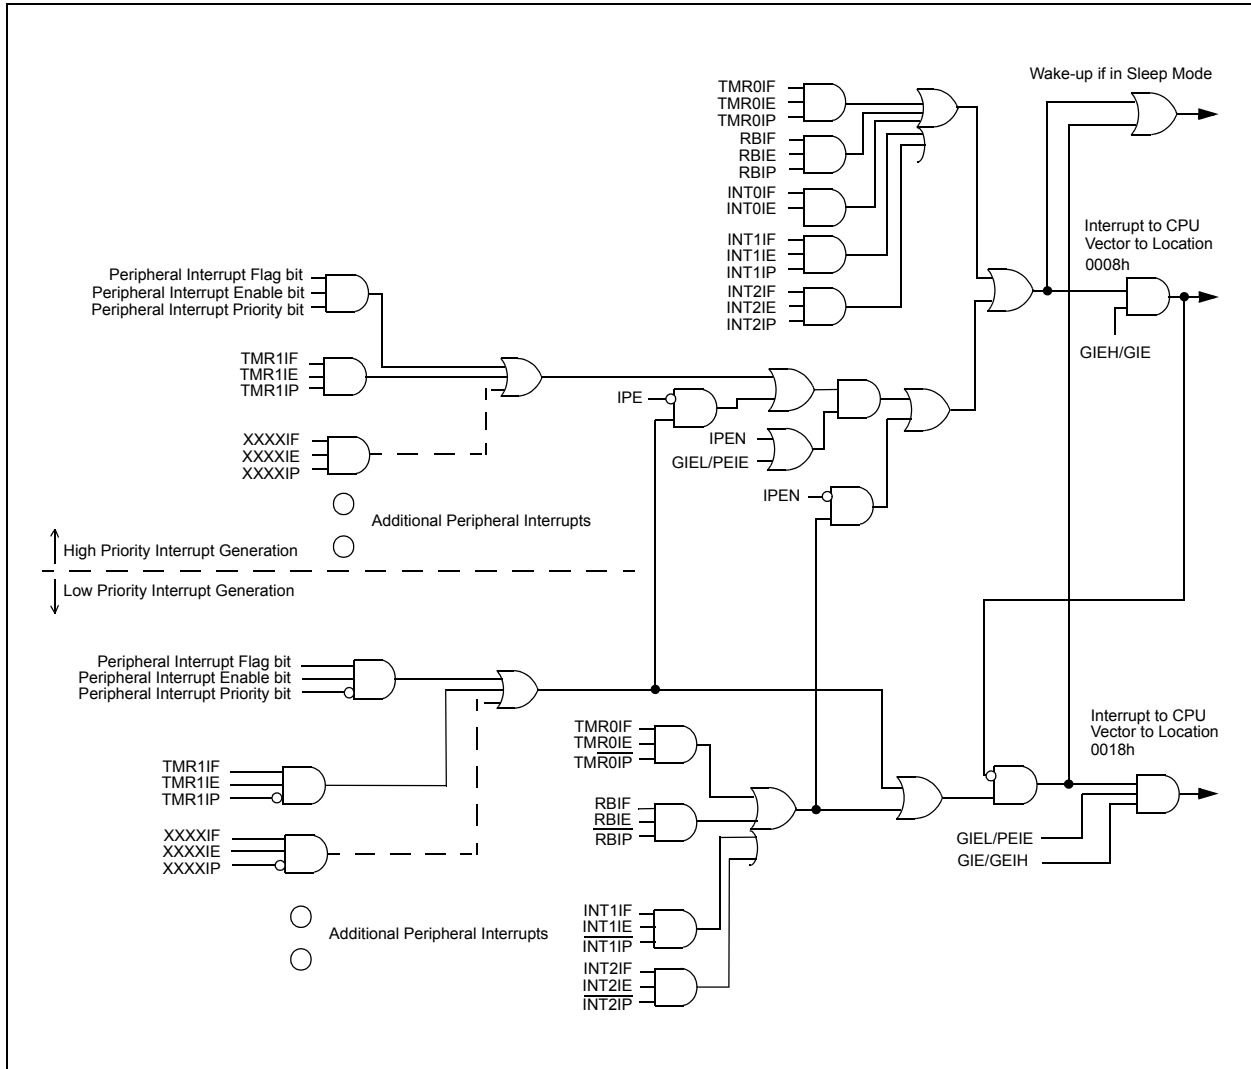 Wake-up if in Sleep Mode
TMR0IF
TMR0IE
TMR0IP
RBIF
RBIE
RBIP
INT0IF
INT0IE
INT1IF
INT1IE
INT1IP
INT2IF
INT2IE
INT2IP
Interrupt to CPU
Vector to Location
0008h
GIEH/GIE
Peripheral Interrupt Flag bit
Peripheral Interrupt Enable bit
Peripheral Interrupt Priority bit
TMR1IF
TMR1IE
TMR1IP
XXXXIF
XXXXIE
XXXXIP
IPE
IPEN
GIEL/PEIE
IPEN
Additional Peripheral Interrupts
High Priority Interrupt Generation
Low Priority Interrupt Generation
Peripheral Interrupt Flag bit
Peripheral Interrupt Enable bit
Peripheral Interrupt Priority bit
TMR1IF
TMR1IE
TMR1IP
XXXXIF
XXXXIE
XXXXIP
Additional Peripheral Interrupts
TMR0IF
TMR0IE
TMR0IP
RBIF
RBIE
RBIP
INT1IF
INT1IE
INT1IP
INT2IF
INT2IE
INT2IP
Interrupt to CPU
Vector to Location
0018h
GIEL/PEIE
GIE/GEIH